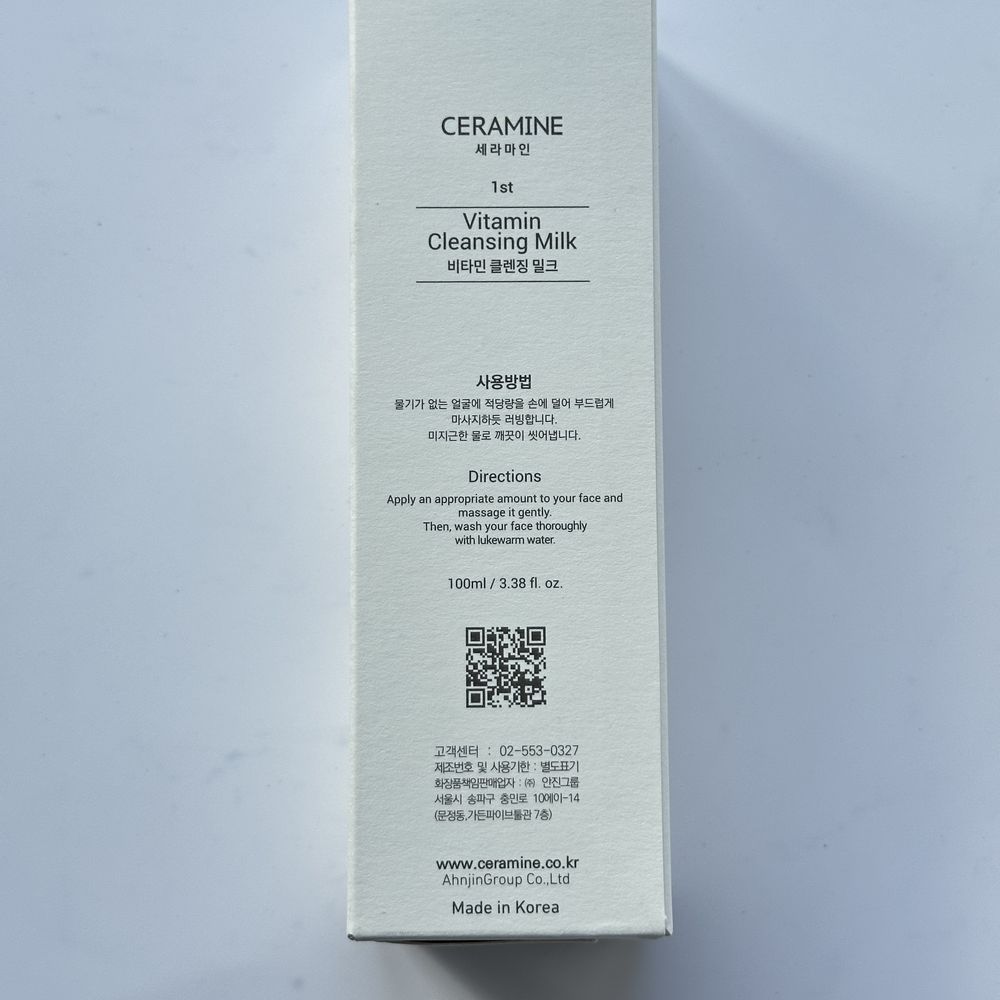 CERAMINE
세라마인
1st
Vitamin
Cleansing Milk
비타민 클렌징 밀크
사용방법
물기가 없는 얼굴에 적당량을 손에 덜어 부드럽게
마사지하듯 러빙합니다.
미지근한 물로 깨끗이 씻어냅니다.
Directions
Apply an appropriate amount to your face and
massage it gently.
Then, wash your face thoroughly
with lukewarm water.
100ml / 3.38 fl. oz.
고객센터 : 02-553-0327
제조번호 및 사용기한 : 별도표기
화장품책임판매업자 : ㈜ 안진그룹
서울시 송파구 충민로 10에이-14
(문정동,가든파이브툴관 7층)
www.ceramine.co.kr
AhnjinGroup Co.,Ltd
Made in Korea